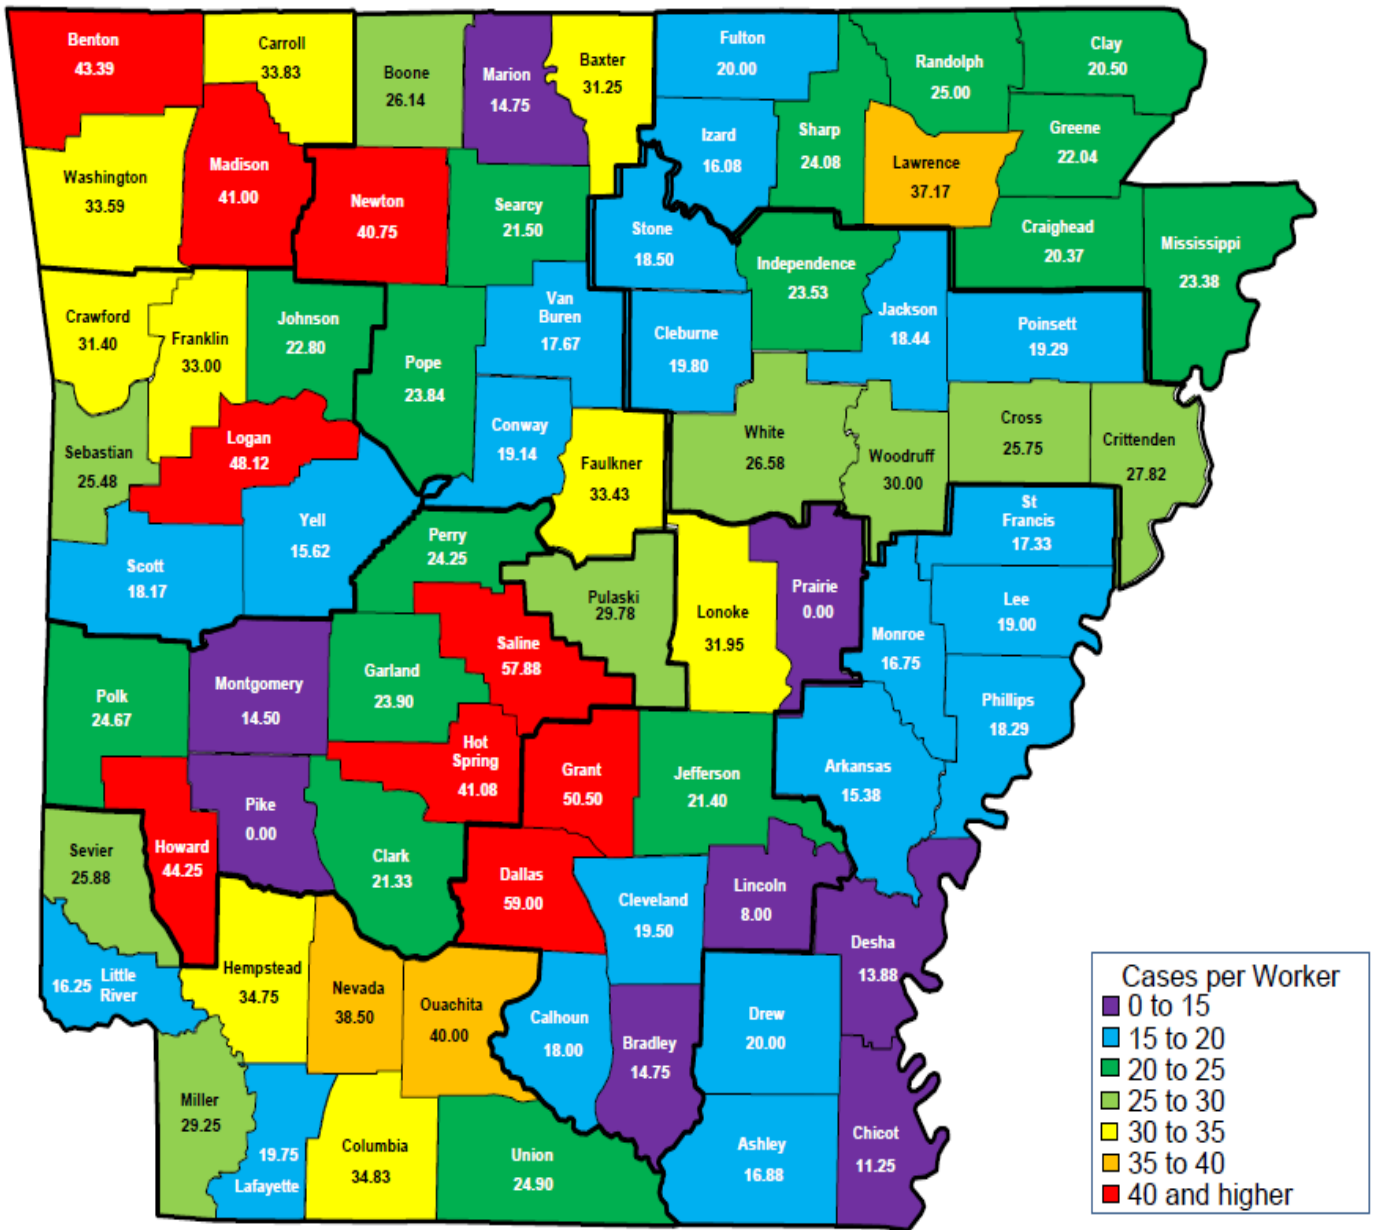 Benton
43.39
Carroll
33.83
Boone
26.14
Marion
14.75
Baxter
31.25
Fulton
20.00
Randolph
25.00
Clay
20.50
Izard
16.08
Sharp
24.08
Lawrence
37.17
Greene
22.04
Washington
33.59
Madison
41.00
Newton
40.75
Searcy
21.50
Stone
18.50
Independence
23.53
Craighead
20.37
Mississippi
23.38
Crawford
31.40
Franklin
33.00
Johnson
22.80
Pope
23.84
Van
Buren
17.67
Cleburne
19.80
Jackson
18.44
Poinsett
19.29
Sebastian
25.48
Logan
48.12
Conway
19.14
Faulkner
33.43
White
26.58
Woodruff
30.00
Cross
25.75
Crittenden
27.82
Scott
18.17
Yell
15.62
Perry
24.25
Pulaski
29.78
Lonoke
31.95
Prairie
0.00
St
Francis
17.33
Lee
19.00
Monroe
16.75
Phillips
18.29
Polk
24.67
Montgomery
14.50
Garland
23.90
Saline
57.88
Hot
Spring
41.08
Grant
50.50
Jefferson
21.40
Arkansas
15.38
Sevier
25.88
Howard
44.25
Pike
0.00
Clark
21.33
Dallas
59.00
Cleveland
19.50
Lincoln
8.00
Desha
13.88
16.25 Little
River
Hempstead
34.75
Nevada
38.50
Ouachita
40.00
Calhoun
18.00
Bradley
14.75
Drew
20.00
Miller
29.25
19.75
Lafayette
Columbia
34.83
Union
24.90
Ashley
16.88
Chicot
11.25
Cases per Worker
0 to 15
15 to 20
20 to 25
25 to 30
30 to 35
35 to 40
40 and higher